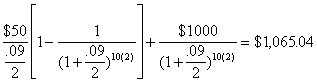 $50/(.09/2) [1 - 1/(1+.09/2)^10(2)] + $1000/(1+.09/2)^10(2) = $1,065.04